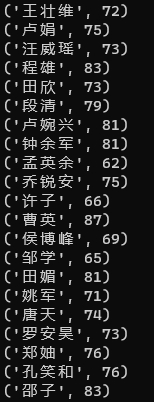 ('王壮维', 72)
('卢娟', 75)
('汪威瑶', 73)
('程雄', 83)
('田欣', 73)
('段清', 79)
('卢婉兴', 81)
('钟余军', 81)
('孟英余', 62)
('乔锐安', 75)
('许子', 66)
('曹英', 87)
('侯博峰', 69)
('邹学', 65)
('田媚', 81)
('姚军', 71)
('唐天', 74)
('罗安昊', 73)
('郑妯', 76)
('孔笑和', 76)
('邵子', 83)